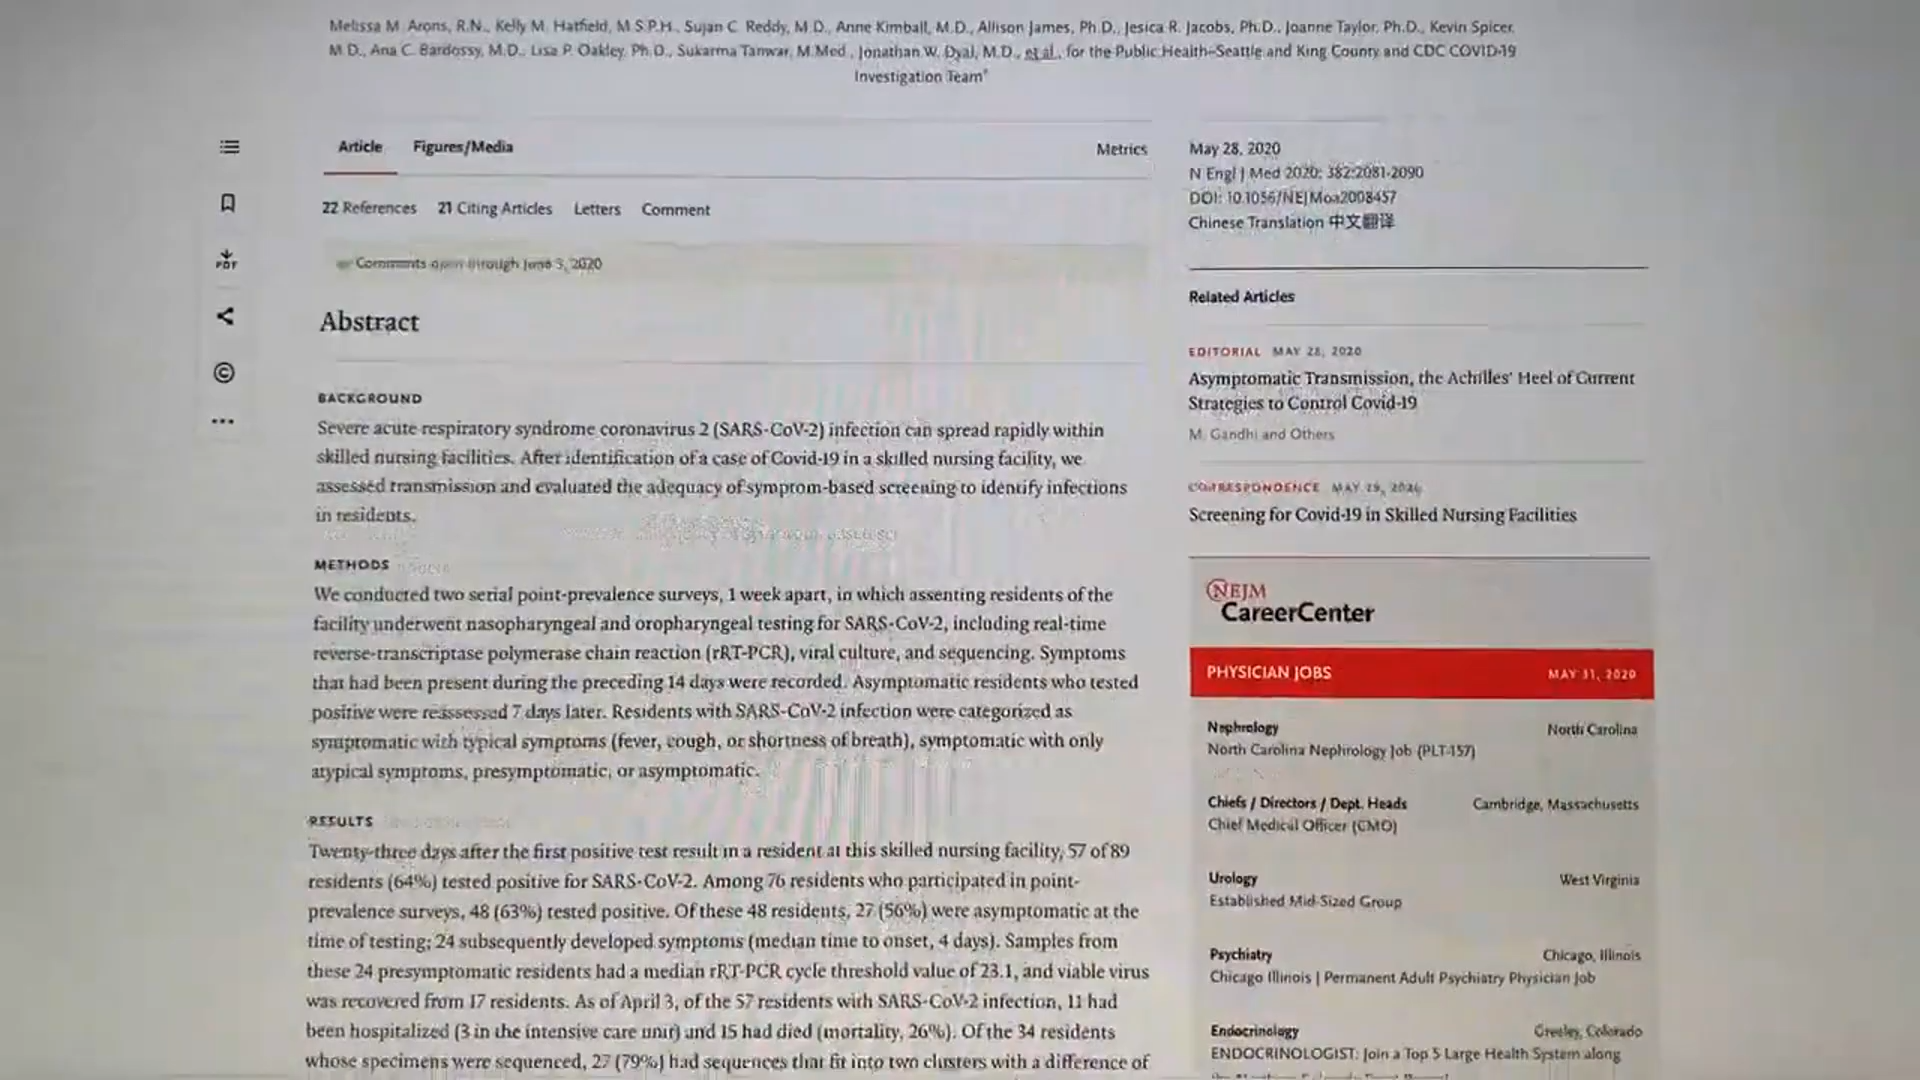 Melissa M. Arons, R.N., Kelly M. Hatfield, M.S.P.H., Sujan C. Reddy, M.D., Anne Kimball, M.D., Allison James, Ph.D., Jesica R. Jacobs, Ph.D., Joanne Taylor, Ph.D., Kevin Spicer,
M.D., Ana C. Bardossy, M.D., Lisa P. Oakley, Ph.D., Sukarma Tanwar, M.Med., Jonathan W. Dyal, M.D., et al., for the Public Health–Seattle and King County and CDC COVID-19
Investigation Team*
Article Figures/Media Metrics
22 References 21 Citing Articles Letters Comment
Comments open through June 3, 2020
Abstract
BACKGROUND
Severe acute respiratory syndrome coronavirus 2 (SARS-CoV-2) infection can spread rapidly within
skilled nursing facilities. After identification of a case of Covid-19 in a skilled nursing facility, we
assessed transmission and evaluated the adequacy of symptom-based screening to identify infections
in residents.
METHODS
We conducted two serial point-prevalence surveys, 1 week apart, in which assenting residents of the
facility underwent nasopharyngeal and oropharyngeal testing for SARS-CoV-2, including real-time
reverse-transcriptase polymerase chain reaction (rRT-PCR), viral culture, and sequencing. Symptoms
that had been present during the preceding 14 days were recorded. Asymptomatic residents who tested
positive were reassessed 7 days later. Residents with SARS-CoV-2 infection were categorized as
symptomatic with typical symptoms (fever, cough, or shortness of breath), symptomatic with only
atypical symptoms, presymptomatic, or asymptomatic.
RESULTS
Twenty-three days after the first positive test result in a resident at this skilled nursing facility, 57 of 89
residents (64%) tested positive for SARS-CoV-2. Among 76 residents who participated in point-
prevalence surveys, 48 (63%) tested positive. Of these 48 residents, 27 (56%) were asymptomatic at the
time of testing; 24 subsequently developed symptoms (median time to onset, 4 days). Samples from
these 24 presymptomatic residents had a median rRT-PCR cycle threshold value of 23.1, and viable virus
was recovered from 17 residents. As of April 3, of the 57 residents with SARS-CoV-2 infection, 11 had
been hospitalized (3 in the intensive care unit) and 15 had died (mortality, 26%). Of the 34 residents
whose specimens were sequenced, 27 (79%) had sequences that fit into two clusters with a difference of
PDF
May 28, 2020
N Engl J Med 2020; 382:2081-2090
DOI: 10.1056/NEJMoa2008457
Chinese Translation 中文翻译
Related Articles
EDITORIAL MAY 28, 2020
Asymptomatic Transmission, the Achilles' Heel of Current
Strategies to Control Covid-19
M. Gandhi and Others
CORRESPONDENCE MAY
Screening for Covid-19 in Skilled Nursing Facilities
NEJM
CareerCenter
PHYSICIAN JOBS MAY 31, 2020
Nephrology North Carolina
North Carolina Nephrology Job (PLT-157)
Chiefs / Directors / Dept. Heads Cambridge, Massachusetts
Chief Medical Officer (CMO)
Urology West Virginia
Established Mid-Sized Group
Psychiatry Chicago, Illinois
Chicago Illinois | Permanent Adult Psychiatry Physician Job
Endocrinology Greeley, Colorado
ENDOCRINOLOGIST: Join a Top 5 Large Health System along